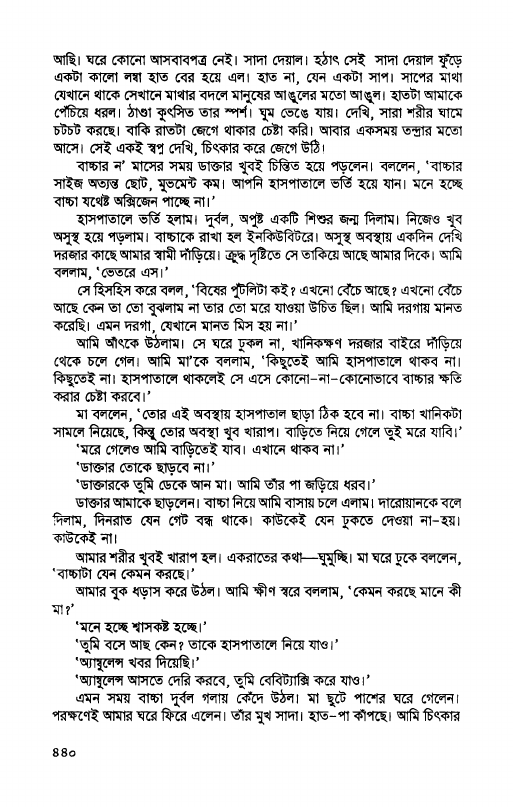 আছি। ঘরে কোনো আসবাবপত্র নেই। সাদা দেয়াল। হঠাৎ সেই সাদা দেয়াল ফুঁড়ে
একটা কালো লম্বা হাত বের হয়ে এল। হাত না, যেন একটা সাপ। সাপের মাথা
যেখানে থাকে সেখানে মাথার বদলে মানুষের আঙুলের মতো আঙুল। হাতটা আমাকে
পেঁচিয়ে ধরল। ঠাণ্ডা কুৎসিত তার স্পর্শ। ঘুম ভেঙে যায়। দেখি, সারা শরীর ঘামে
চটচট করছে। বাকি রাতটা জেগে থাকার চেষ্টা করি। আবার একসময় তন্দ্রার মতো
আসে। সেই একই স্বপ্ন দেখি, চিৎকার করে জেগে উঠি।
বাচ্চার ন' মাসের সময় ডাক্তার খুবই চিন্তিত হয়ে পড়লেন। বললেন, ‘বাচ্চার
সাইজ অত্যন্ত ছোট, মুভমেন্ট কম। আপনি হাসপাতালে ভর্তি হয়ে যান। মনে হচ্ছে
বাচ্চা যথেষ্ট অক্সিজেন পাচ্ছে না।’
হাসপাতালে ভর্তি হলাম। দুর্বল, অপুষ্ট একটি শিশুর জন্ম দিলাম। নিজেও খুব
অসুস্থ হয়ে পড়লাম। বাচ্চাকে রাখা হল ইনকিউবিটরে। অসুস্থ অবস্থায় একদিন দেখি
দরজার কাছে আমার স্বামী দাঁড়িয়ে। ক্রুদ্ধ দৃষ্টিতে সে তাকিয়ে আছে আমার দিকে। আমি
বললাম, ‘ভেতরে এস।’
সে হিসহিস করে বলল, ‘বিষের পুঁটলিটা কই? এখনো বেঁচে আছে? এখনো বেঁচে
আছে কেন তা তো বুঝলাম না তার তো মরে যাওয়া উচিত ছিল। আমি দরগায় মানত
করেছি। এমন দরগা, যেখানে মানত মিস হয় না।’
আমি আঁৎকে উঠলাম। সে ঘরে ঢুকল না, খানিকক্ষণ দরজার বাইরে দাঁড়িয়ে
থেকে চলে গেল। আমি মা'কে বললাম, ‘কিছুতেই আমি হাসপাতালে থাকব না।
কিছুতেই না। হাসপাতালে থাকলেই সে এসে কোনো-না-কোনোভাবে বাচ্চার ক্ষতি
করার চেষ্টা করবে।’
মা বললেন, ‘তোর এই অবস্থায় হাসপাতাল ছাড়া ঠিক হবে না। বাচ্চা খানিকটা
সামলে নিয়েছে, কিন্তু তোর অবস্থা খুব খারাপ। বাড়িতে নিয়ে গেলে তুই মরে যাবি।’
‘মরে গেলেও আমি বাড়িতেই যাব। এখানে থাকব না।’
‘ডাক্তার তোকে ছাড়বে না।’
‘ডাক্তারকে তুমি ডেকে আন মা। আমি তাঁর পা জড়িয়ে ধরব।’
ডাক্তার আমাকে ছাড়লেন। বাচ্চা নিয়ে আমি বাসায় চলে এলাম। দারোয়ানকে বলে
দিলাম, দিনরাত যেন গেট বন্ধ থাকে। কাউকেই যেন ঢুকতে দেওয়া না-হয়।
কাউকেই না।
আমার শরীর খুবই খারাপ হল। একরাতের কথা—ঘুমুচ্ছি। মা ঘরে ঢুকে বললেন,
‘বাচ্চাটা যেন কেমন করছে।’
আমার বুক ধড়াস করে উঠল। আমি ক্ষীণ স্বরে বললাম, ‘কেমন করছে মানে কী
মা?’
‘মনে হচ্ছে শ্বাসকষ্ট হচ্ছে।’
‘তুমি বসে আছ কেন? তাকে হাসপাতালে নিয়ে যাও।’
‘অ্যাম্বুলেন্স খবর দিয়েছি।’
‘অ্যাম্বুলেন্স আসতে দেরি করবে, তুমি বেবিট্যাক্সি করে যাও।’
এমন সময় বাচ্চা দুর্বল গলায় কেঁদে উঠল। মা ছুটে পাশের ঘরে গেলেন।
পরক্ষণেই আমার ঘরে ফিরে এলেন। তাঁর মুখ সাদা। হাত-পা কাঁপছে। আমি চিৎকার
৪৪০